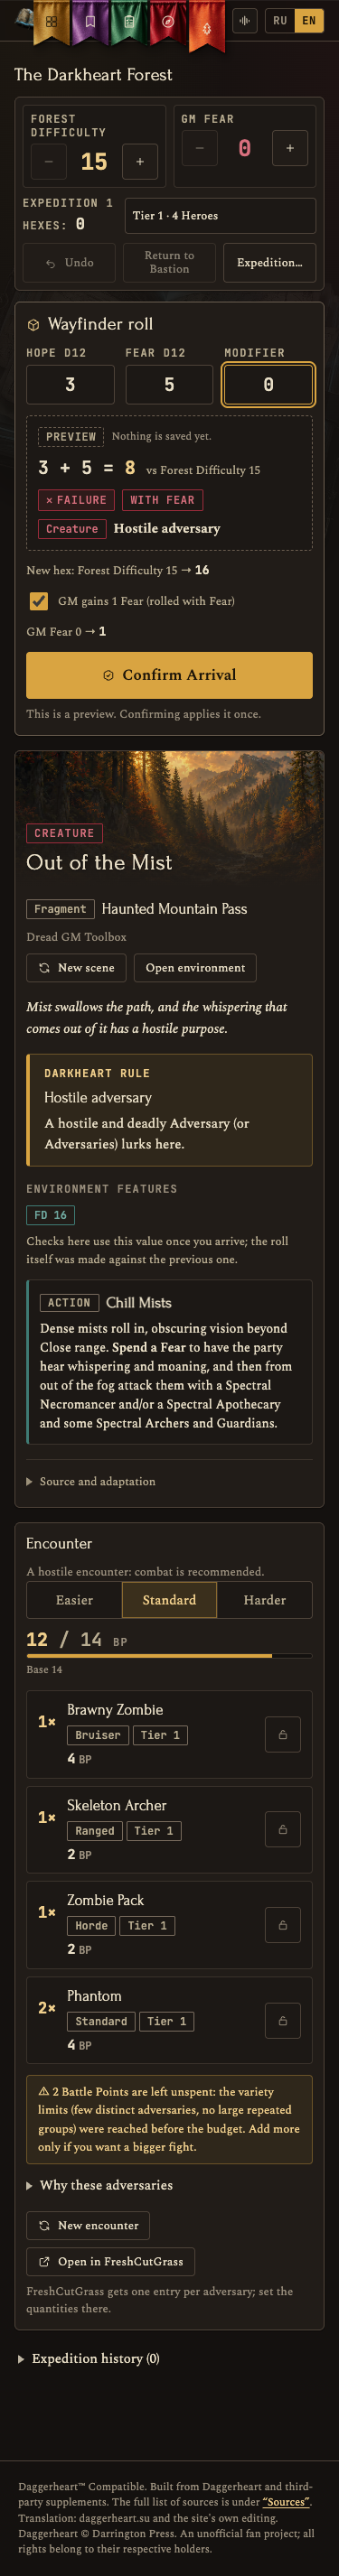 RU
EN
The Darkheart Forest
FOREST
DIFFICULTY
− 15 +
GM FEAR
− 0 +
EXPEDITION 1
HEXES: 0
Tier 1 · 4 Heroes
Undo
Return to
Bastion
Expedition…
Wayfinder roll
HOPE D12
FEAR D12
MODIFIER
3
5
0
PREVIEW Nothing is saved yet.
3 + 5 = 8 vs Forest Difficulty 15
× FAILURE WITH FEAR
Creature Hostile adversary
New hex: Forest Difficulty 15 → 16
GM gains 1 Fear (rolled with Fear)
GM Fear 0 → 1
Confirm Arrival
This is a preview. Confirming applies it once.
CREATURE
Out of the Mist
Fragment Haunted Mountain Pass
Dread GM Toolbox
New scene
Open environment
Mist swallows the path, and the whispering that
comes out of it has a hostile purpose.
DARKHEART RULE
Hostile adversary
A hostile and deadly Adversary (or
Adversaries) lurks here.
ENVIRONMENT FEATURES
FD 16
Checks here use this value once you arrive; the roll
itself was made against the previous one.
ACTION Chill Mists
Dense mists roll in, obscuring vision beyond
Close range. Spend a Fear to have the party
hear whispering and moaning, and then from
out of the fog attack them with a Spectral
Necromancer and/or a Spectral Apothecary
and some Spectral Archers and Guardians.
Source and adaptation
Encounter
A hostile encounter: combat is recommended.
Easier
Standard
Harder
12 / 14 BP
Base 14
1×
Brawny Zombie
Bruiser Tier 1
4 BP
1×
Skeleton Archer
Ranged Tier 1
2 BP
1×
Zombie Pack
Horde Tier 1
2 BP
2×
Phantom
Standard Tier 1
4 BP
⚠ 2 Battle Points are left unspent: the variety
limits (few distinct adversaries, no large repeated
groups) were reached before the budget. Add more
only if you want a bigger fight.
Why these adversaries
New encounter
Open in FreshCutGrass
FreshCutGrass gets one entry per adversary; set the
quantities there.
Expedition history (0)
Daggerheart™ Compatible. Built from Daggerheart and third-
party supplements. The full list of sources is under “Sources”.
Translation: daggerheart.su and the site's own editing.
Daggerheart © Darrington Press. An unofficial fan project; all
rights belong to their respective holders.